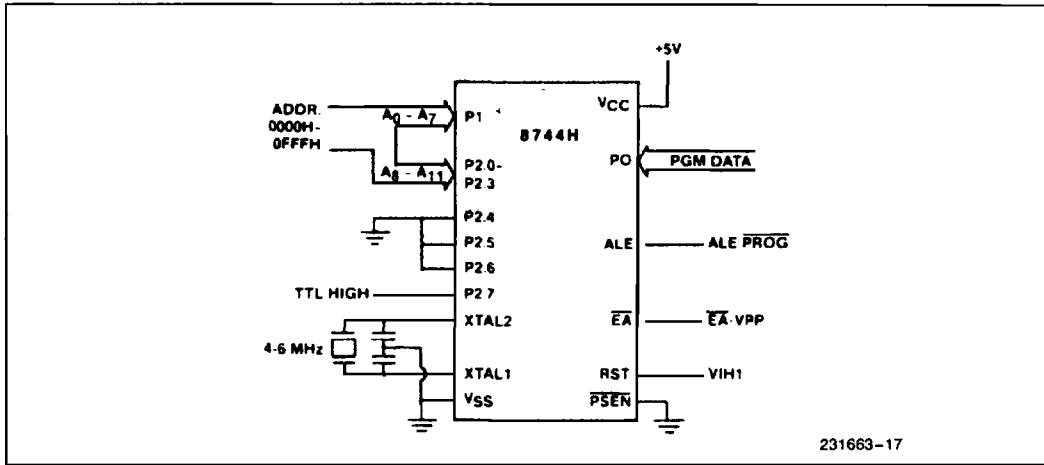 +5V
ADDR.
0000H-
0FFFH
A0 - A7
P1
VCC
8744H
P2.0-
P2.3
A8 - A11
PO
PGM DATA
P2.4
P2.5
P2.6
ALE
ALE PROG
TTL HIGH
P2 7
XTAL2
EA
EA·VPP
4-6 MHz
XTAL1
RST
VIH1
VSS
PSEN
231663-17